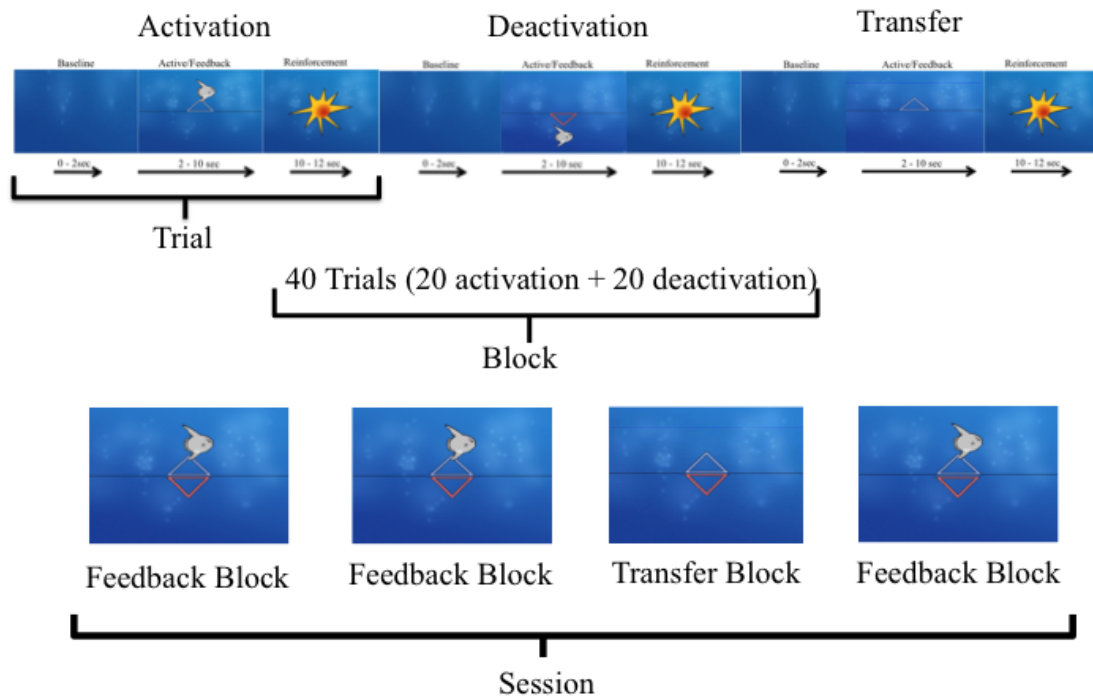 Activation
Deactivation
Transfer
Baseline
Active/Feedback
Reinforcement
Baseline
Active/Feedback
Reinforcement
Baseline
Active/Feedback
Reinforcement
0 - 2sec
2 - 10 sec
10 - 12 sec
0 - 2sec
2 - 10 sec
10 - 12 sec
0 - 2sec
2 - 10 sec
10 - 12 sec
Trial
40 Trials (20 activation + 20 deactivation)
Block
Feedback Block
Feedback Block
Transfer Block
Feedback Block
Session